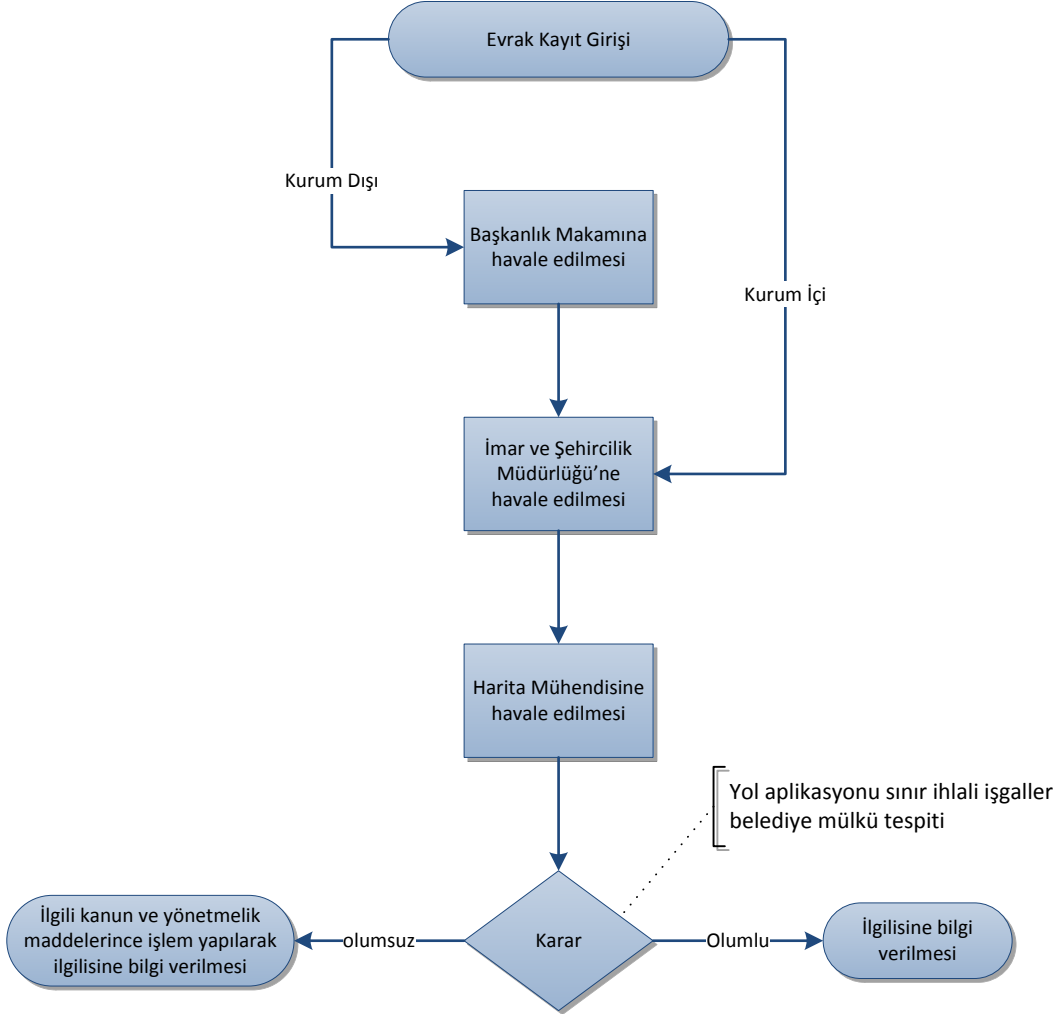 Evrak Kayıt Girişi
Kurum Dışı
Başkanlık Makamına
havale edilmesi
Kurum İçi
İmar ve Şehircilik
Müdürlüğü’ne
havale edilmesi
Harita Mühendisine
havale edilmesi
Yol aplikasyonu sınır ihlali işgaller
belediye mülkü tespiti
İlgili kanun ve yönetmelik
maddelerince işlem yapılarak
ilgilisine bilgi verilmesi
olumsuz
Karar
Olumlu
İlgilisine bilgi
verilmesi